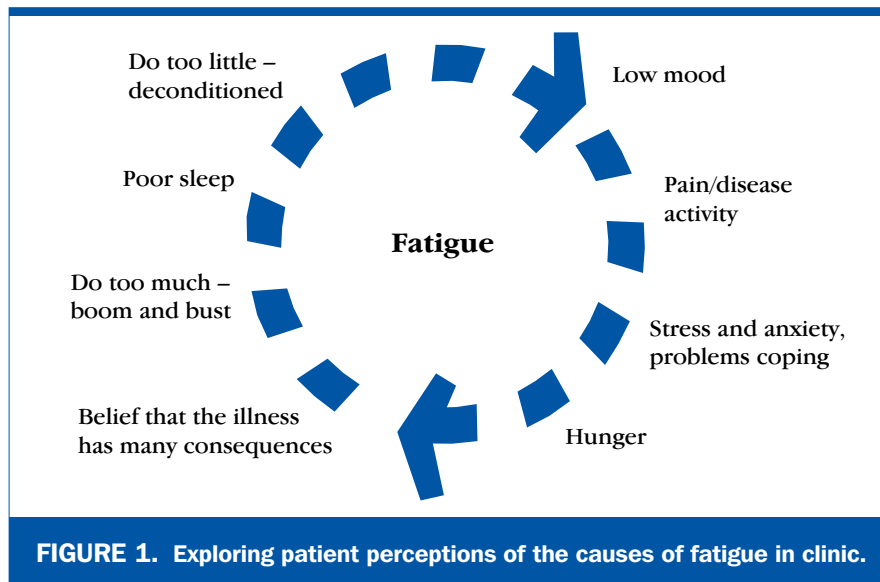 Do too little –
deconditioned
Low mood
Poor sleep
Pain/disease
activity
Fatigue
Do too much –
boom and bust
Stress and anxiety,
problems coping
Belief that the illness
has many consequences
Hunger
FIGURE 1. Exploring patient perceptions of the causes of fatigue in clinic.